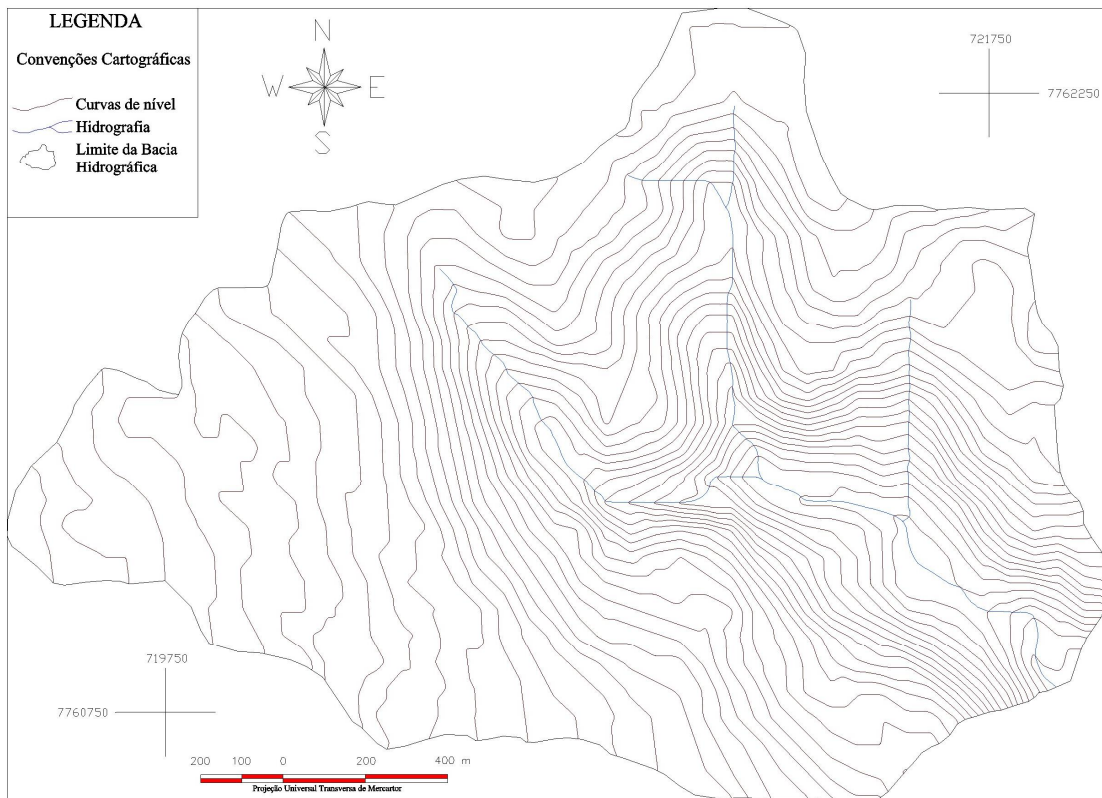 LEGENDA
Convenções Cartográficas
Curvas de nível
Hidrografia
Limite da Bacia
Hidrográfica
N
W E
S
721750
7762250
719750
7760750
200 100 0 200 400 m
Projeção Universal Transversa de Mercartor